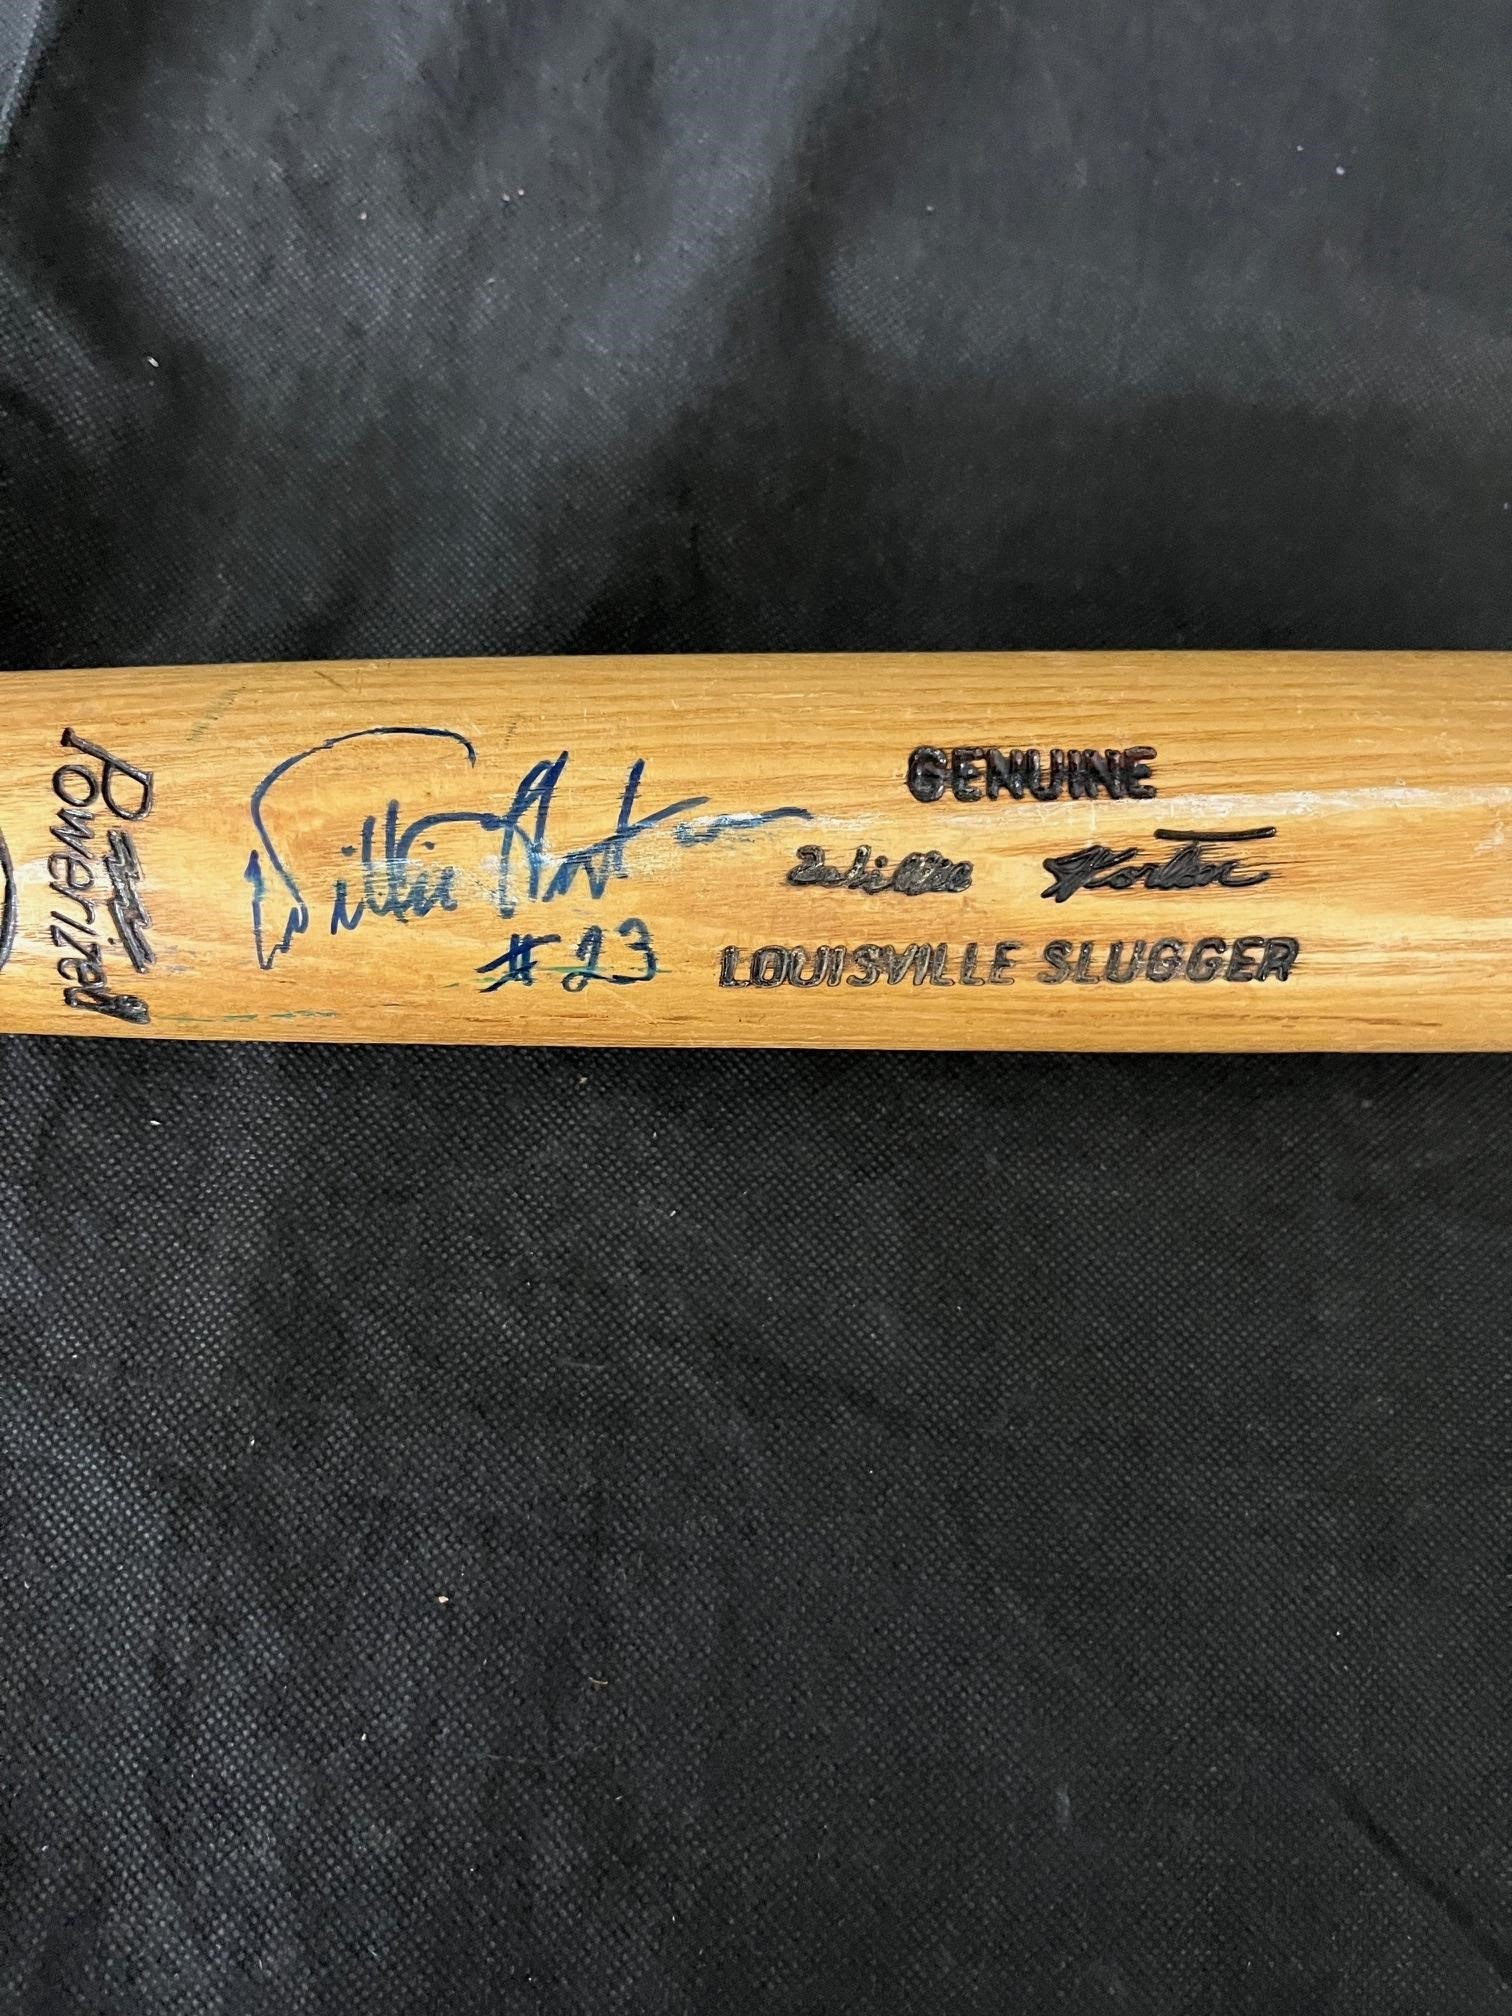 Powerized
Willie Horton
#23
GENUINE
Willie Horton
LOUISVILLE SLUGGER